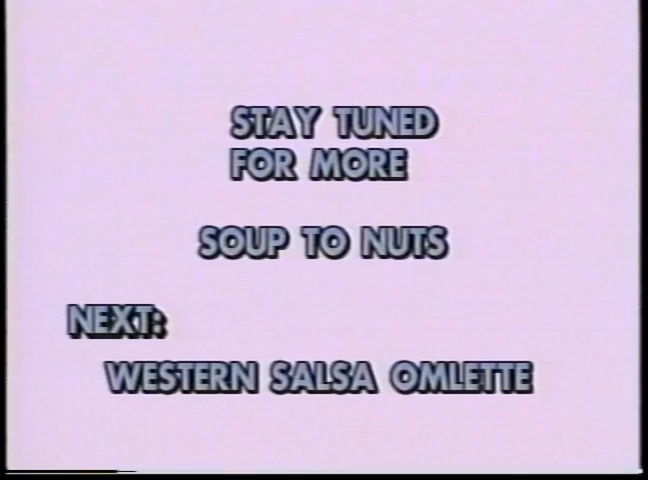 STAY TUNED
FOR MORE
SOUP TO NUTS
NEXT:
WESTERN SALSA OMLETTE